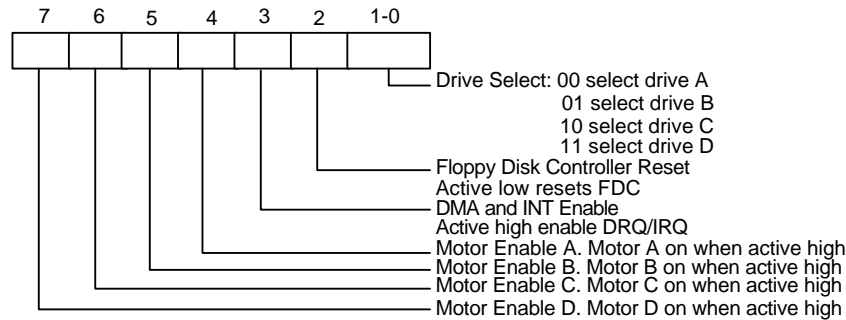 7 6 5 4 3 2 1-0
Drive Select: 00 select drive A
01 select drive B
10 select drive C
11 select drive D
Floppy Disk Controller Reset
Active low resets FDC
DMA and INT Enable
Active high enable DRQ/IRQ
Motor Enable A. Motor A on when active high
Motor Enable B. Motor B on when active high
Motor Enable C. Motor C on when active high
Motor Enable D. Motor D on when active high